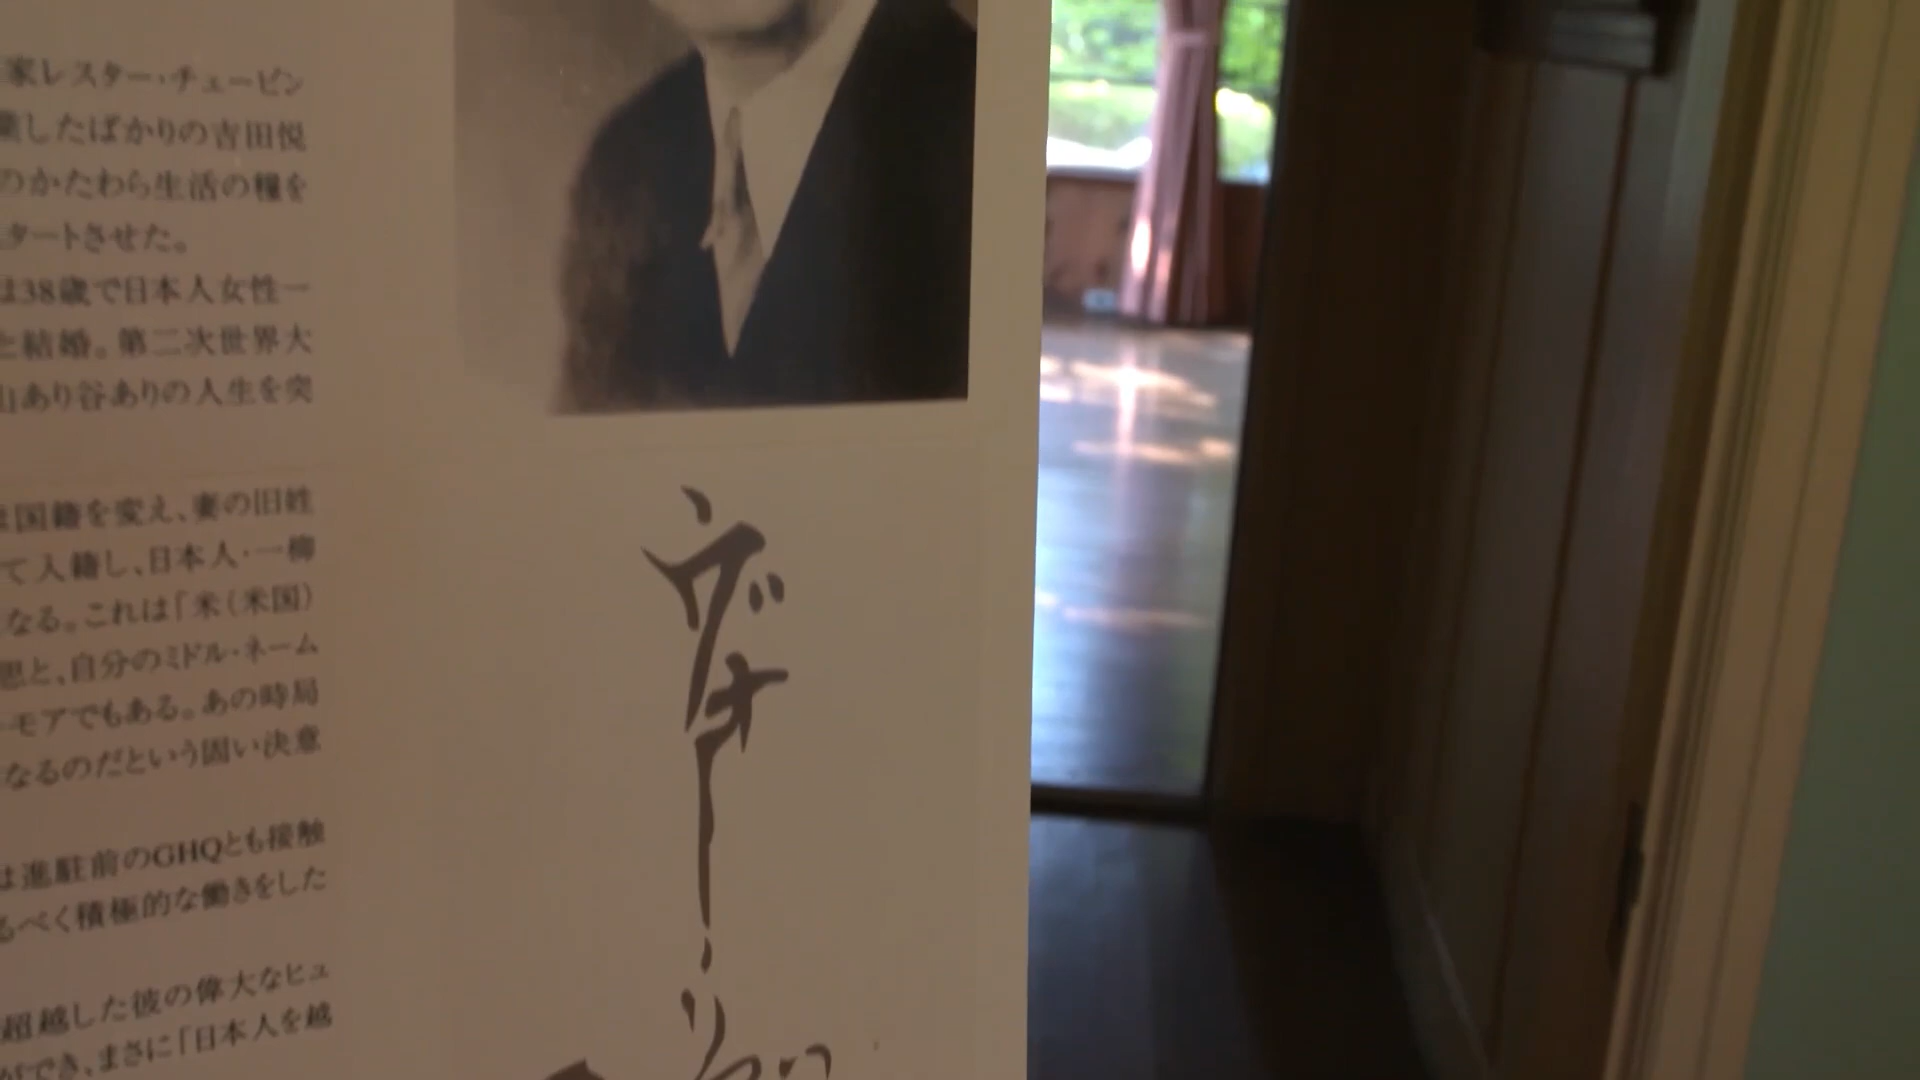 家レスター・チェーピン
業したばかりの吉田悦
のかたわら生活の糧を
タートさせた。
は38歳で日本人女性一
と結婚。第二次世界大
山あり谷ありの人生を突
は国籍を変え、妻の旧姓
て入籍し、日本人・一柳
なる。これは「米(米国)
思と、自分のミドル・ネーム
ーモアでもある。あの時局
なるのだという固い決意
は進駐前のGHQとも接触
るべく積極的な働きをした
超越した彼の偉大なヒュ
ができ、まさに「日本人を越
ヴォーリ